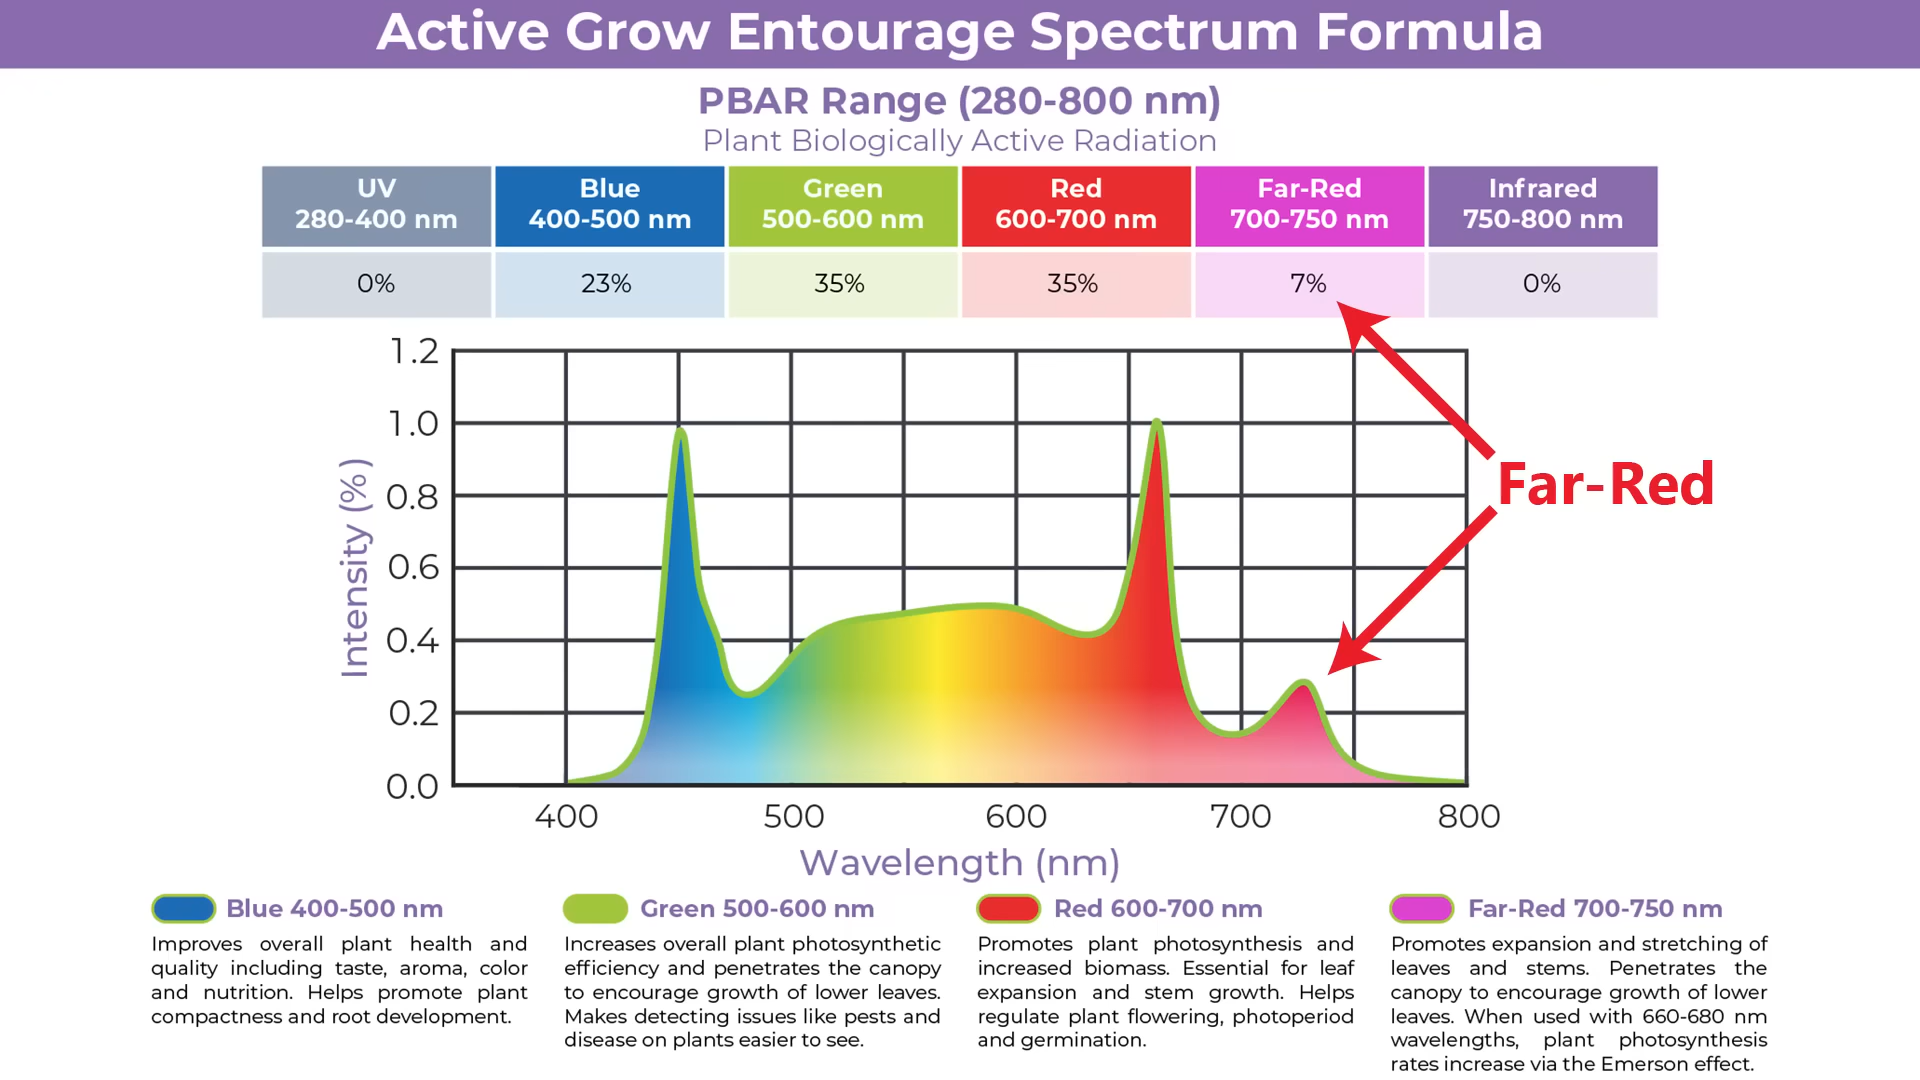 Active Grow Entourage Spectrum Formula
PBAR Range (280-800 nm)
Plant Biologically Active Radiation
UV
280-400 nm
Blue
400-500 nm
Green
500-600 nm
Red
600-700 nm
Far-Red
700-750 nm
Infrared
750-800 nm
0%
23%
35%
35%
7%
0%
1.2
1.0
0.8
0.6
0.4
0.2
0.0
Intensity (%)
Far-Red
400
500
600
700
800
Wavelength (nm)
Blue 400-500 nm
Improves overall plant health and
quality including taste, aroma, color
and nutrition. Helps promote plant
compactness and root development.
Green 500-600 nm
Increases overall plant photosynthetic
efficiency and penetrates the canopy
to encourage growth of lower leaves.
Makes detecting issues like pests and
disease on plants easier to see.
Red 600-700 nm
Promotes plant photosynthesis and
increased biomass. Essential for leaf
expansion and stem growth. Helps
regulate plant flowering, photoperiod
and germination.
Far-Red 700-750 nm
Promotes expansion and stretching of
leaves and stems. Penetrates the
canopy to encourage growth of lower
leaves. When used with 660-680 nm
wavelengths, plant photosynthesis
rates increase via the Emerson effect.